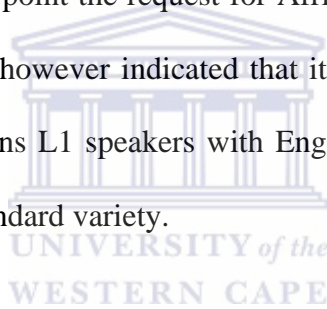 point the request for Afri
however indicated that it
ns L1 speakers with Eng
ndard variety.
UNIVERSITY of the
WESTERN CAPE